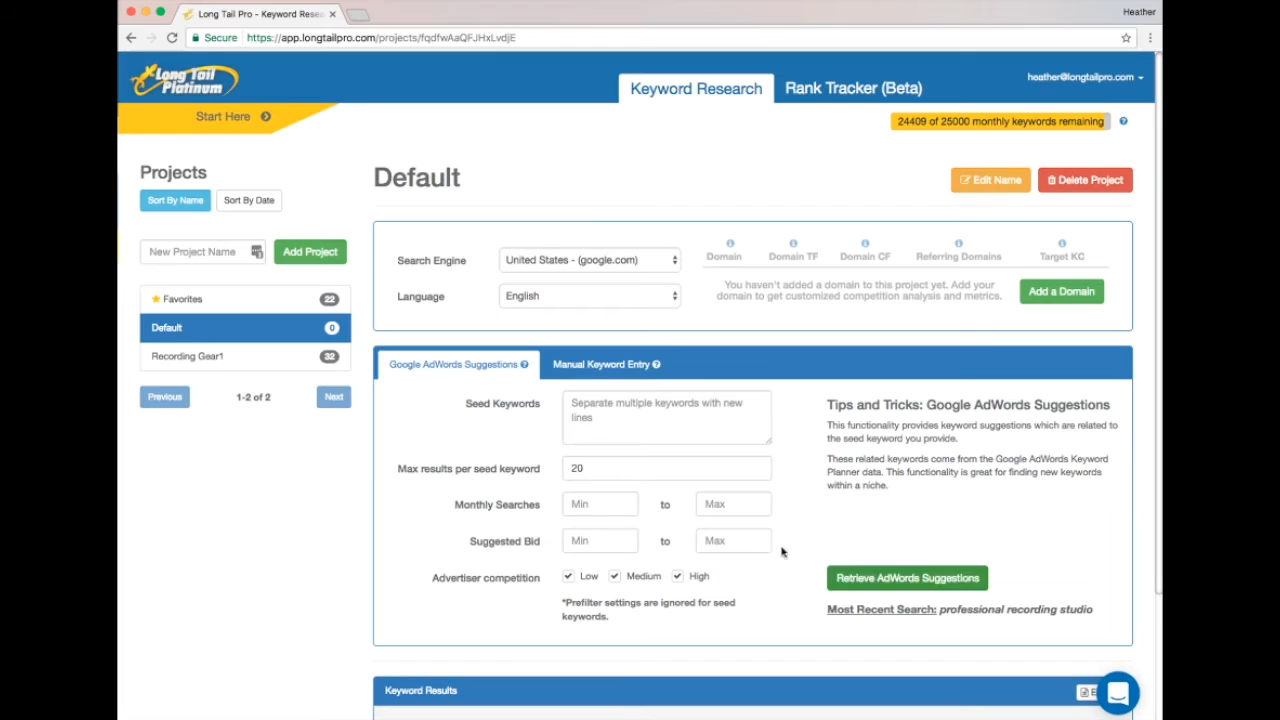 Long Tail Pro - Keyword Resea
Heather
Secure
https://app.longtailpro.com/projects/fqdfwAaQFJHxLvdjE
Long Tail
Platinum
Keyword Research
Rank Tracker (Beta)
heather@longtailpro.com
Start Here
24409 of 25000 monthly keywords remaining
Projects
Sort By Name
Sort By Date
New Project Name
Add Project
Favorites 22
Default 0
Recording Gear1 32
Previous
1-2 of 2
Next
Default
Edit Name
Delete Project
Search Engine
United States - (google.com)
Language
English
Domain
Domain TF
Domain CF
Referring Domains
Target KC
You haven't added a domain to this project yet. Add your
domain to get customized competition analysis and metrics.
Add a Domain
Google AdWords Suggestions
Manual Keyword Entry
Seed Keywords
Separate multiple keywords with new
lines
Max results per seed keyword
20
Monthly Searches
Min
to
Max
Suggested Bid
Min
to
Max
Advertiser competition
Low
Medium
High
*Prefilter settings are ignored for seed
keywords.
Tips and Tricks: Google AdWords Suggestions
This functionality provides keyword suggestions which are related to
the seed keyword you provide.
These related keywords come from the Google AdWords Keyword
Planner data. This functionality is great for finding new keywords
within a niche.
Retrieve AdWords Suggestions
Most Recent Search: professional recording studio
Keyword Results